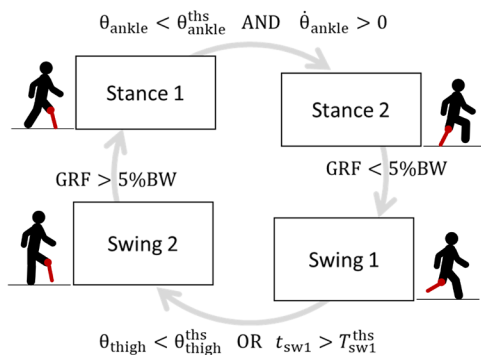 θ_ankle < θ_ankle^ths AND θ̇_ankle > 0
Stance 1
Stance 2
GRF > 5%BW
GRF < 5%BW
Swing 2
Swing 1
θ_thigh < θ_thigh^ths OR t_sw1 > T_sw1^ths